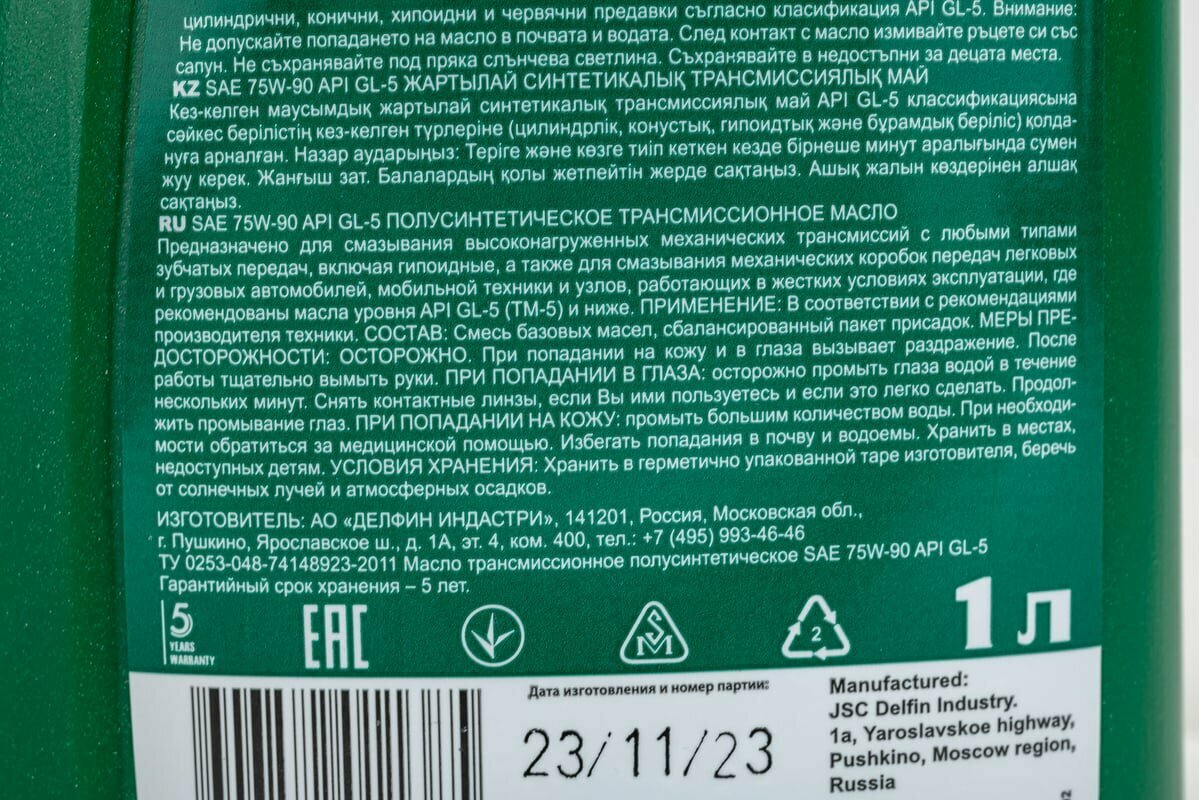 цилиндрични, конични, хипоидни и червячни предавки съгласно класификация API GL-5. Внимание:
Не допускайте попадането на масло в почвата и водата. След контакт с масло измивайте ръцете си със
сапун. Не съхранявайте под пряка слънчева светлина. Съхранявайте в недостъпни за децата места.
KZ SAE 75W-90 API GL-5 ЖАРТЫЛАЙ СИНТЕТИКАЛЫҚ ТРАНСМИССИЯЛЫҚ МАЙ
Кез-келген маусымдық жартылай синтетикалық трансмиссиялық май API GL-5 классификациясына
сәйкес берілістің кез-келген түрлеріне (цилиндрлік, конустық, гипоидтық және бұрамдық беріліс) қолда-
нуға арналған. Назар аударыңыз: Теріге және көзге тиіп кеткен кезде бірнеше минут аралығында сумен
жуу керек. Жанғыш зат. Балалардың қолы жетпейтін жерде сақтаңыз. Ашық жалын көздерінен алшақ
сақтаңыз.
RU SAE 75W-90 API GL-5 ПОЛУСИНТЕТИЧЕСКОЕ ТРАНСМИССИОННОЕ МАСЛО
Предназначено для смазывания высоконагруженных механических трансмиссий с любыми типами
зубчатых передач, включая гипоидные, а также для смазывания механических коробок передач легковых
и грузовых автомобилей, мобильной техники и узлов, работающих в жестких условиях эксплуатации, где
рекомендованы масла уровня API GL-5 (ТМ-5) и ниже. ПРИМЕНЕНИЕ: В соответствии с рекомендациями
производителя техники. СОСТАВ: Смесь базовых масел, сбалансированный пакет присадок. МЕРЫ ПРЕ-
ДОСТОРОЖНОСТИ: ОСТОРОЖНО. При попадании на кожу и в глаза вызывает раздражение. После
работы тщательно вымыть руки. ПРИ ПОПАДАНИИ В ГЛАЗА: осторожно промыть глаза водой в течение
нескольких минут. Снять контактные линзы, если Вы ими пользуетесь и если это легко сделать. Продол-
жить промывание глаз. ПРИ ПОПАДАНИИ НА КОЖУ: промыть большим количеством воды. При необходи-
мости обратиться за медицинской помощью. Избегать попадания в почву и водоемы. Хранить в местах,
недоступных детям. УСЛОВИЯ ХРАНЕНИЯ: Хранить в герметично упакованной таре изготовителя, беречь
от солнечных лучей и атмосферных осадков.
ИЗГОТОВИТЕЛЬ: АО «ДЕЛФИН ИНДАСТРИ», 141201, Россия, Московская обл.,
г. Пушкино, Ярославское ш., д. 1А, эт. 4, ком. 400, тел.: +7 (495) 993-46-46
ТУ 0253-048-74148923-2011 Масло трансмиссионное полусинтетическое SAE 75W-90 API GL-5
Гарантийный срок хранения – 5 лет.
5 YEARS WARRANTY
EAC
SM
2
1 л
Дата изготовления и номер партии:
23/11/23
Manufactured:
JSC Delfin Industry.
1a, Yaroslavskoe highway,
Pushkino, Moscow region,
Russia